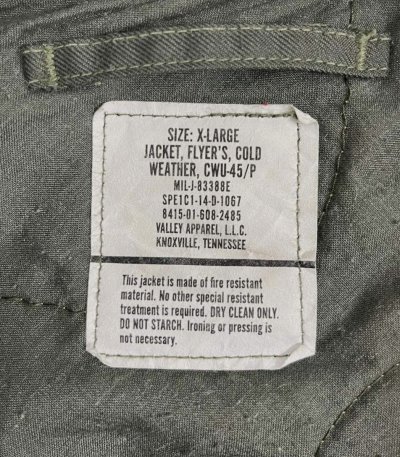 SIZE: X-LARGE
JACKET, FLYER'S, COLD
WEATHER, CWU-45/P
MIL-J-83388E
SPE1C1-14-D-1067
8415-01-608-2485
VALLEY APPAREL, L.L.C.
KNOXVILLE, TENNESSEE
This jacket is made of fire resistant
material. No other special resistant
treatment is required. DRY CLEAN ONLY.
DO NOT STARCH. Ironing or pressing is
not necessary.